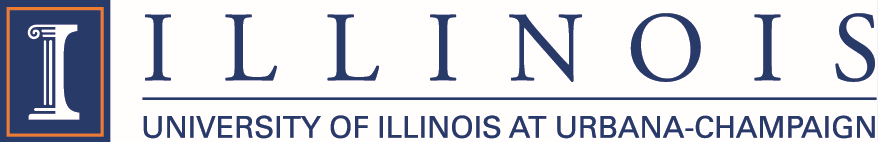 I ILLINOIS
UNIVERSITY OF ILLINOIS AT URBANA-CHAMPAIGN